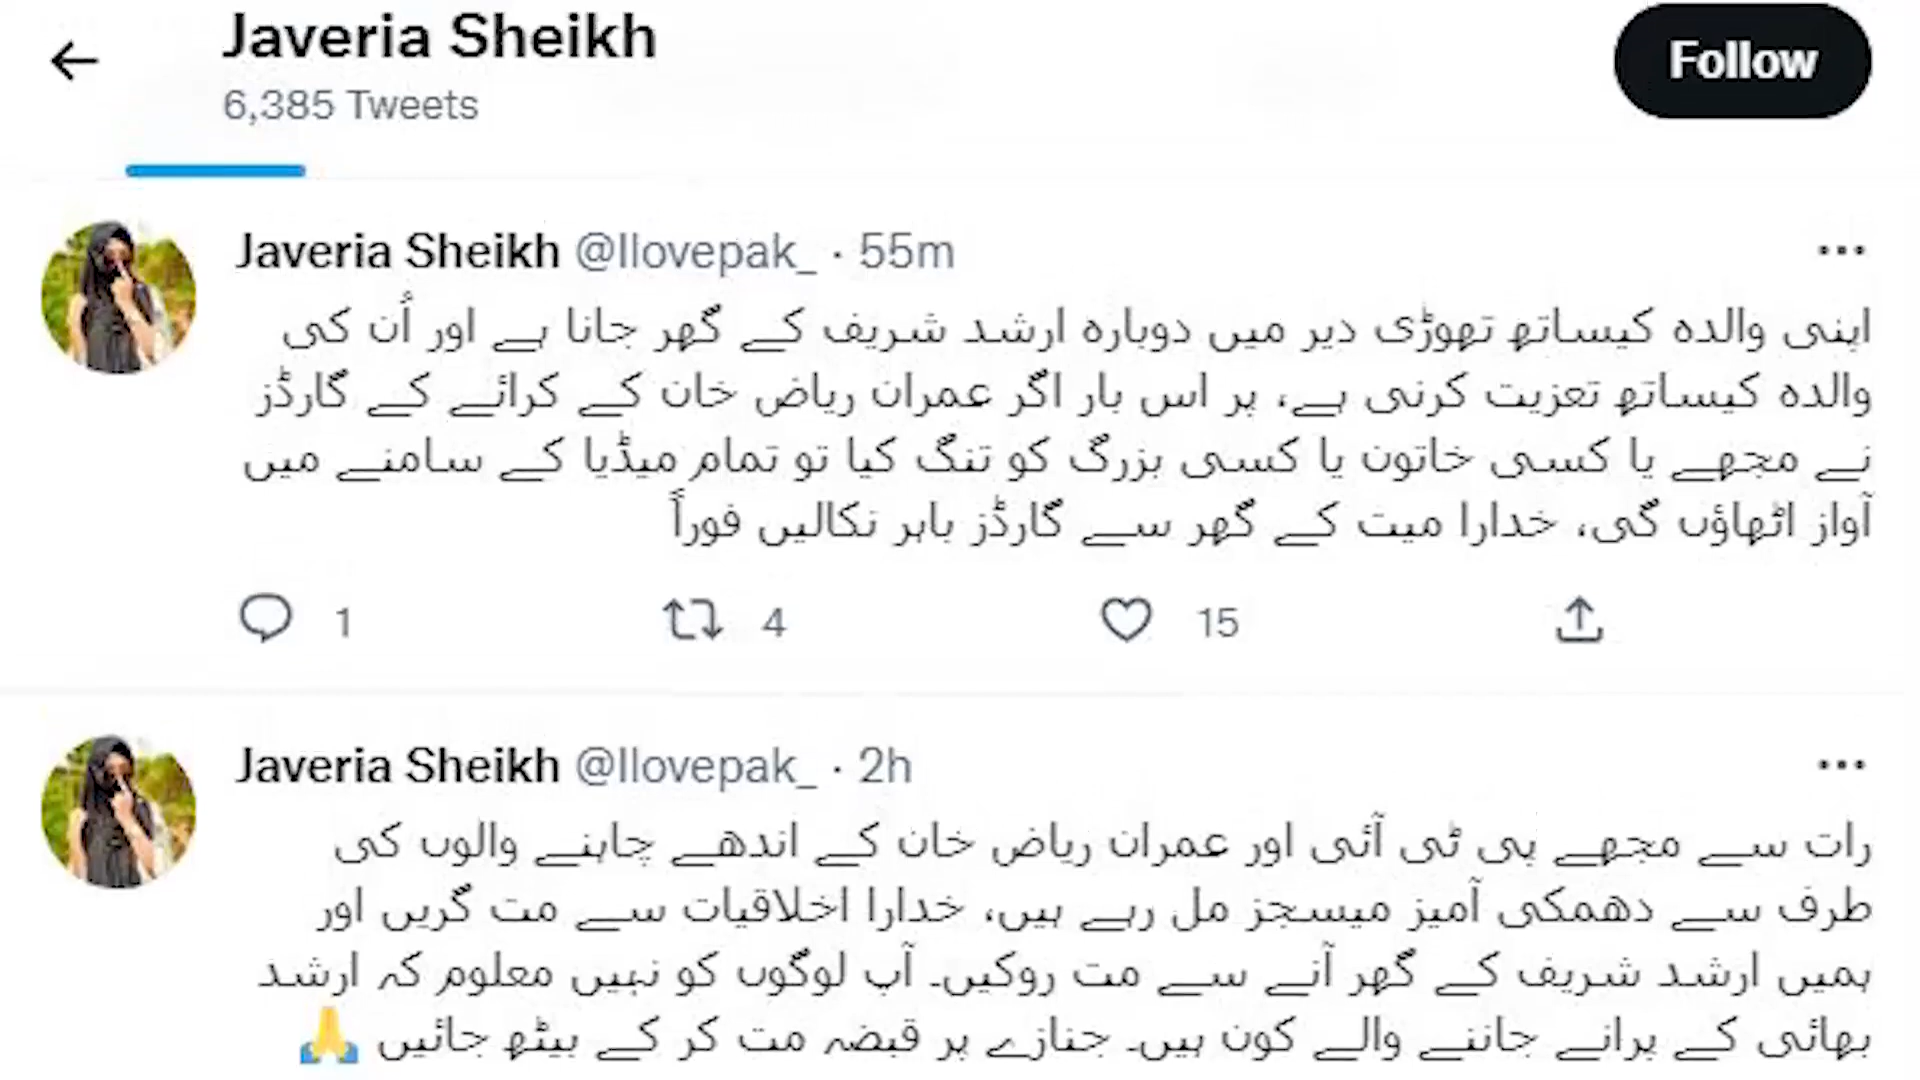 Javeria Sheikh
6,385 Tweets
Follow
Javeria Sheikh @Ilovepak_ · 55m
اپنی والدہ کیساتھ تھوڑی دیر میں دوبارہ ارشد شریف کے گھر جانا ہے اور اُن کی
والدہ کیساتھ تعزیت کرنی ہے، پر اس بار اگر عمران ریاض خان کے کرائے کے گارڈز
نے مجھے یا کسی خاتون یا کسی بزرگ کو تنگ کیا تو تمام میڈیا کے سامنے میں
آواز اٹھاؤں گی، خدارا میت کے گھر سے گارڈز باہر نکالیں فوراً
1 4 15
Javeria Sheikh @Ilovepak_ · 2h
رات سے مجھے پی ٹی آئی اور عمران ریاض خان کے اندھے چاہنے والوں کی
طرف سے دھمکی آمیز میسجز مل رہے ہیں، خدارا اخلاقیات سے مت گریں اور
ہمیں ارشد شریف کے گھر آنے سے مت روکیں۔ آپ لوگوں کو نہیں معلوم کہ ارشد
بھائی کے پرانے جاننے والے کون ہیں۔ جنازے پر قبضہ مت کر کے بیٹھ جائیں 🙏